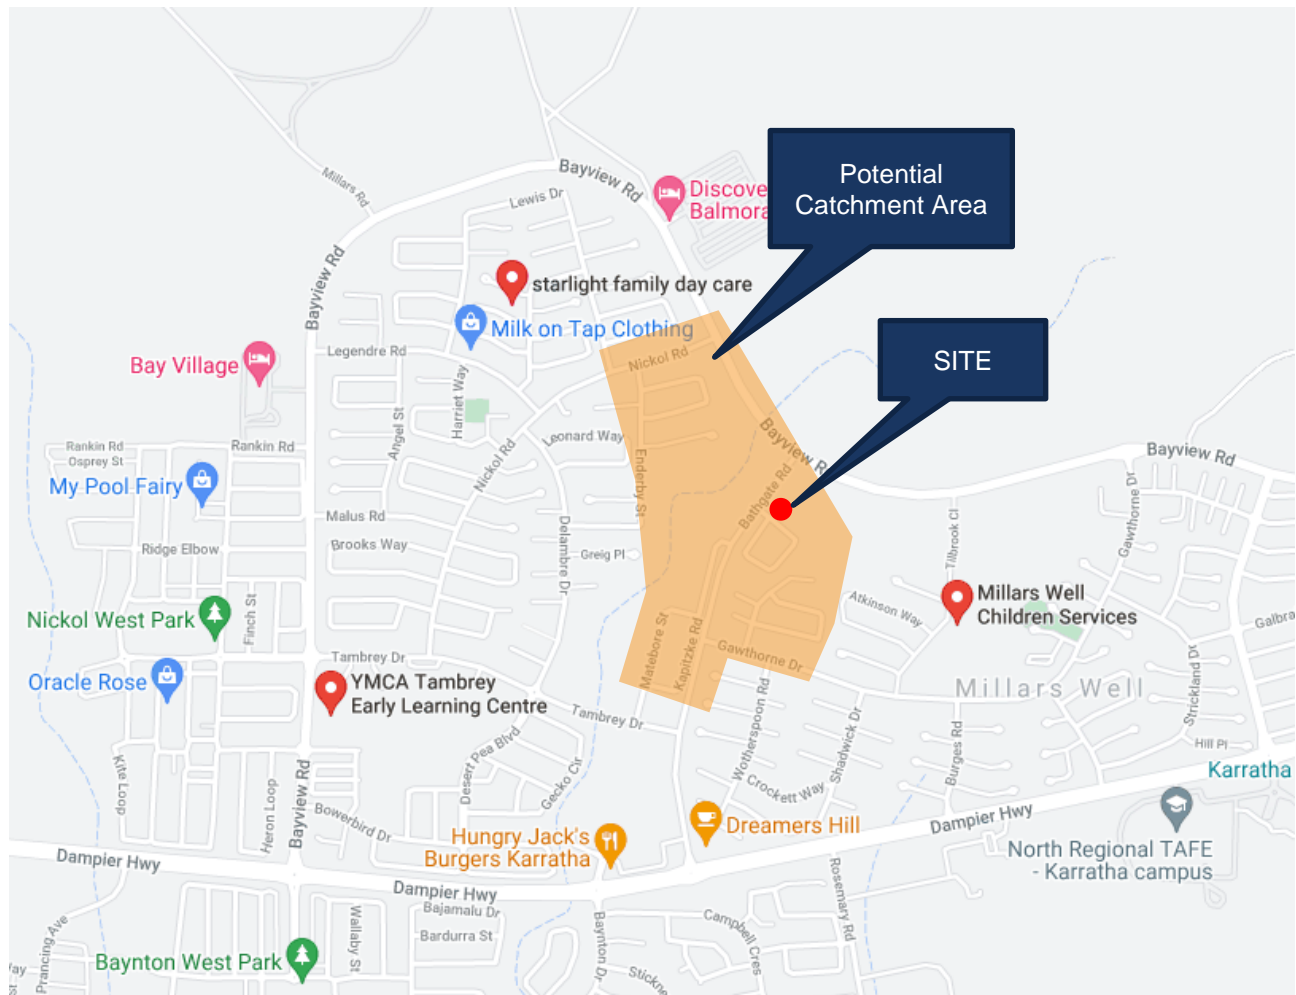 Bayview Rd
Millars Rd
Lewis Dr
Discove
Balmora
Potential
Catchment Area
starlight family day care
Bayview Rd
Milk on Tap Clothing
SITE
Legendre Rd
Nickol Rd
Bay Village
Harriet Way
Angel St
Leonard Way
Enderby St
Bayview R
Bayview Rd
Rankin Rd
Osprey St
Rankin Rd
Nickol Rd
My Pool Fairy
Bathgate Rd
Gawthorne Dr
Malus Rd
Delambre Dr
Tilbrook Cl
Brooks Way
Ridge Elbow
Greig Pl
Finch St
Nickol West Park
Matebore St
Kapitzke Rd
Atkinson Way
Millars Well
Children Services
Galbra
Tambrey Dr
Gawthorne Dr
Oracle Rose
YMCA Tambrey
Early Learning Centre
Millars Well
Strickland Dr
Tambrey Dr
Wotherspoon Rd
Shadwick Dr
Burges Rd
Hill Pl
Kite Loop
Heron Loop
Bayview Rd
Desert Pea Blvd
Gecko Cir
Crockett Way
Karratha
Bowerbird Dr
Dreamers Hill
Dampier Hwy
Hungry Jack's
Burgers Karratha
North Regional TAFE
- Karratha campus
Dampier Hwy
Dampier Hwy
Rosemary Rd
Bajamalu Dr
Bardurra St
Wallaby St
Baynton Dr
Campbell
Cres
Prancing Ave
Baynton West Park
Stickne
ay
St